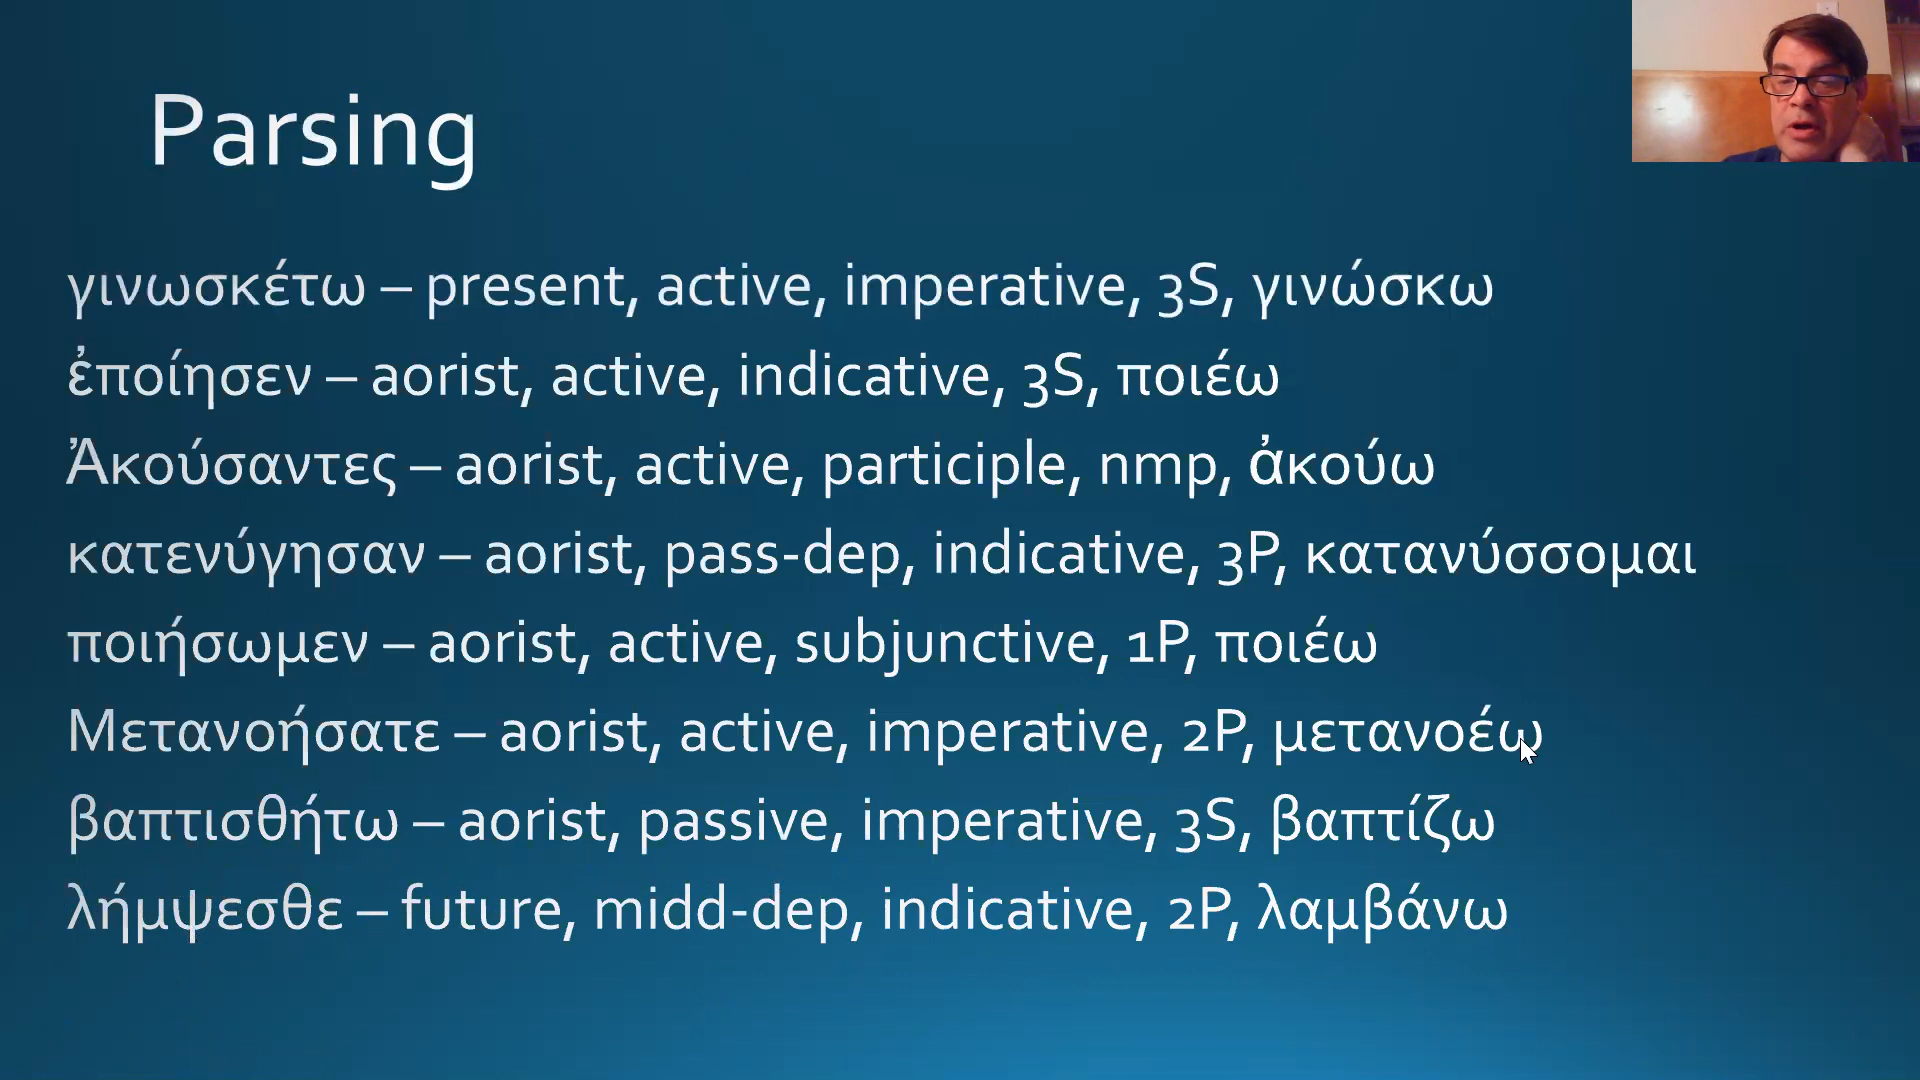 Parsing
γινωσκέτω – present, active, imperative, 3S, γινώσκω
ἐποίησεν – aorist, active, indicative, 3S, ποιέω
Ἀκούσαντες – aorist, active, participle, nmp, ἀκούω
κατενύγησαν – aorist, pass-dep, indicative, 3P, κατανύσσομαι
ποιήσωμεν – aorist, active, subjunctive, 1P, ποιέω
Μετανοήσατε – aorist, active, imperative, 2P, μετανοέω
βαπτισθήτω – aorist, passive, imperative, 3S, βαπτίζω
λήμψεσθε – future, midd-dep, indicative, 2P, λαμβάνω